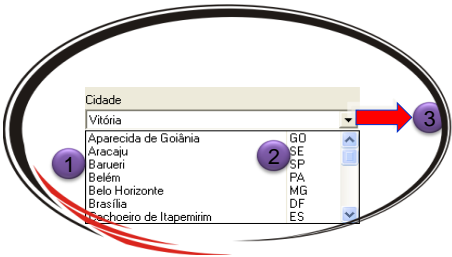 Cidade
Vitória
3
Aparecida de Goiânia GO
Aracaju SE
1 Barueri 2 SP
Belém PA
Belo Horizonte MG
Brasília DF
Cachoeiro de Itapemirim ES